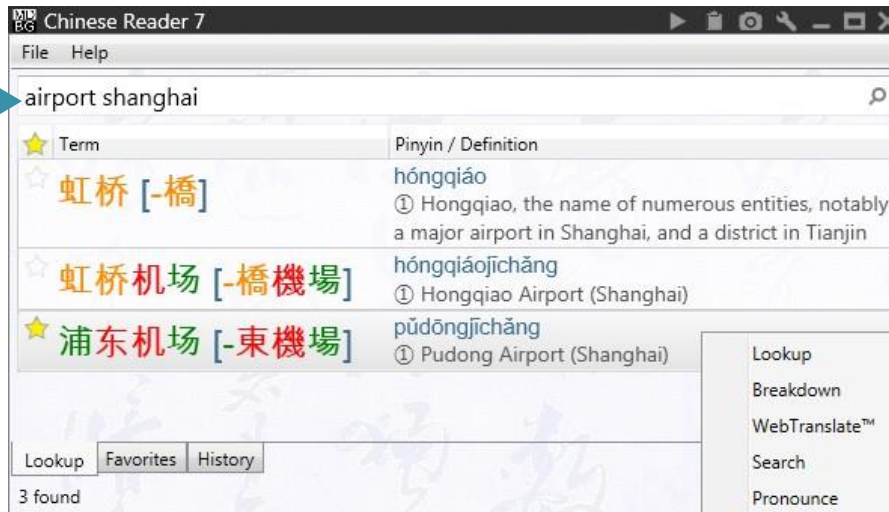 MD
BG Chinese Reader 7
File Help
airport shanghai
Term Pinyin / Definition
虹桥 [-橋] hóngqiáo
① Hongqiao, the name of numerous entities, notably
a major airport in Shanghai, and a district in Tianjin
虹桥机场 [-橋機場] hóngqiáojīchǎng
① Hongqiao Airport (Shanghai)
浦东机场 [-東機場] pǔdōngjīchǎng
① Pudong Airport (Shanghai)
Lookup
Breakdown
WebTranslate™
Search
Pronounce
Lookup Favorites History
3 found